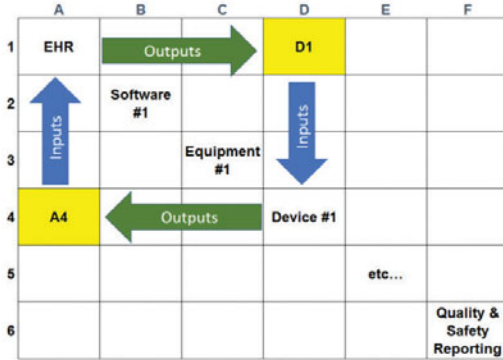 A B C D E F
1 EHR Outputs D1
2 Software
#1
Inputs Inputs
3 Equipment
#1
4 A4 Outputs Device #1
5 etc...
6 Quality &
Safety
Reporting